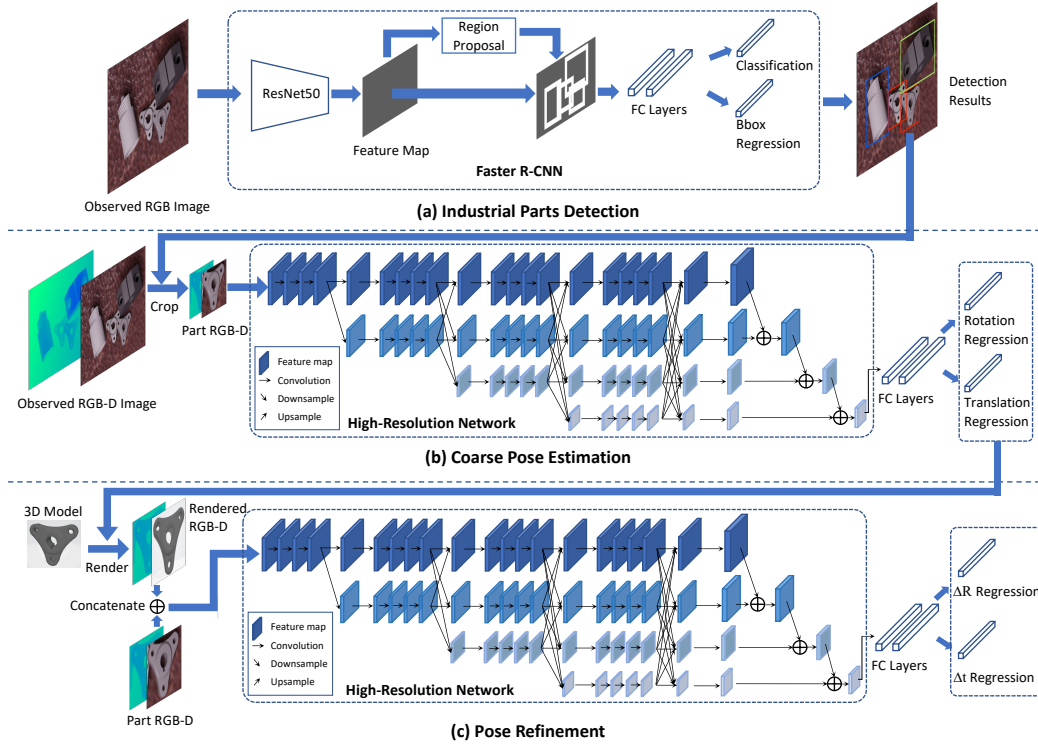 Region
Proposal
ResNet50
Feature Map
FC Layers
Classification
Bbox
Regression
Detection
Results
Faster R-CNN
Observed RGB Image
(a) Industrial Parts Detection
Crop
Part RGB-D
Observed RGB-D Image
Feature map
Convolution
Downsample
Upsample
High-Resolution Network
FC Layers
Rotation
Regression
Translation
Regression
(b) Coarse Pose Estimation
3D Model
Rendered
RGB-D
Render
Concatenate
Part RGB-D
Feature map
Convolution
Downsample
Upsample
High-Resolution Network
FC Layers
ΔR Regression
Δt Regression
(c) Pose Refinement